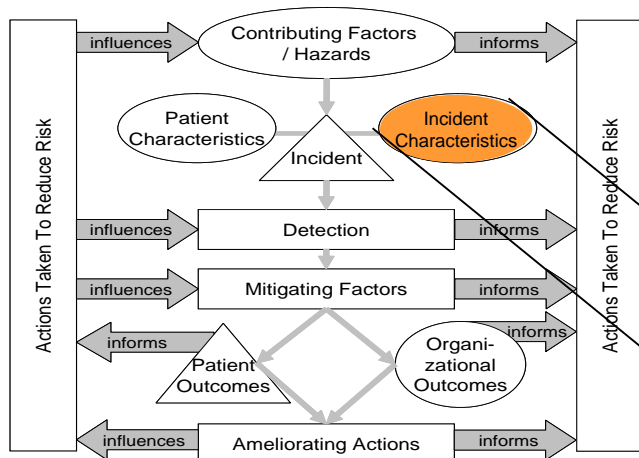 influences
Contributing Factors
/ Hazards
informs
Patient
Characteristics
Incident
Characteristics
Incident
influences
Detection
informs
influences
Mitigating Factors
informs
informs
Patient
Outcomes
Organi-
zational
Outcomes
informs
influences
Ameliorating Actions
informs
Actions Taken To Reduce Risk
Actions Taken To Reduce Risk